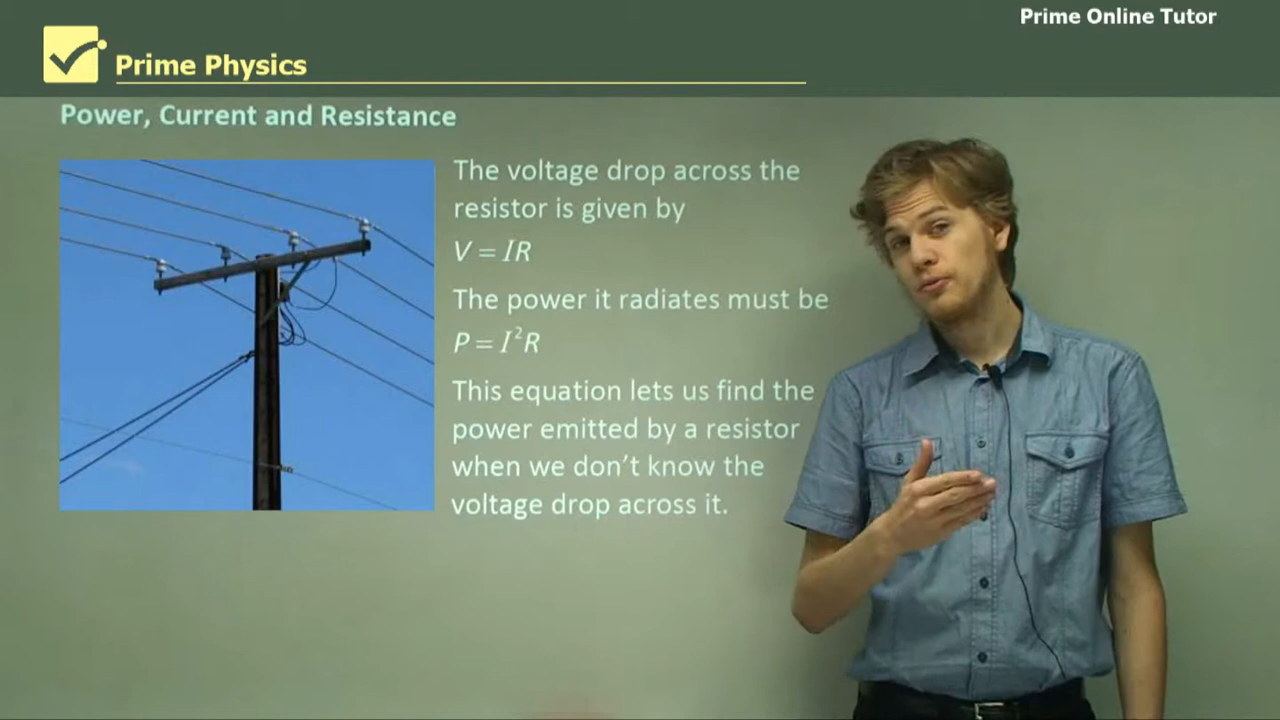 Prime Online Tutor
Prime Physics
Power, Current and Resistance
The voltage drop across the
resistor is given by
V = IR
The power it radiates must be
P = I²R
This equation lets us find the
power emitted by a resistor
when we don't know the
voltage drop across it.